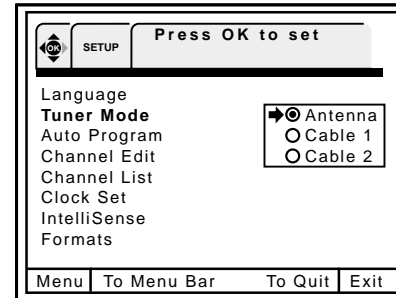 OK SETUP Press OK to set
Language
Tuner Mode Antenna
Auto Program Cable 1
Channel Edit Cable 2
Channel List
Clock Set
IntelliSense
Formats
Menu To Menu Bar To Quit Exit